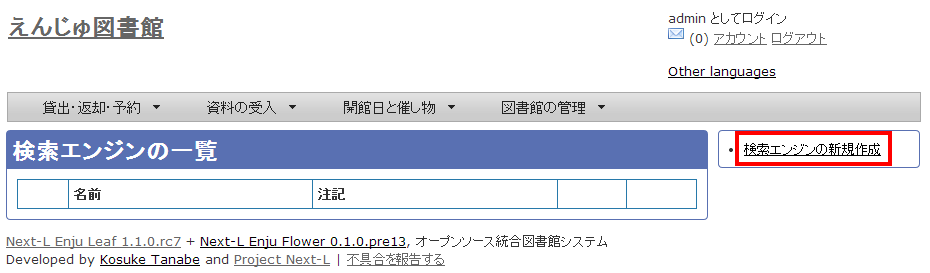 えんじゅ図書館
admin としてログイン
(0) アカウント ログアウト
Other languages
貸出・返却・予約 資料の受入 開館日と催し物 図書館の管理
検索エンジンの一覧
名前 注記
検索エンジンの新規作成
Next-L Enju Leaf 1.1.0.rc7 + Next-L Enju Flower 0.1.0.pre13, オープンソース統合図書館システム
Developed by Kosuke Tanabe and Project Next-L | 不具合を報告する